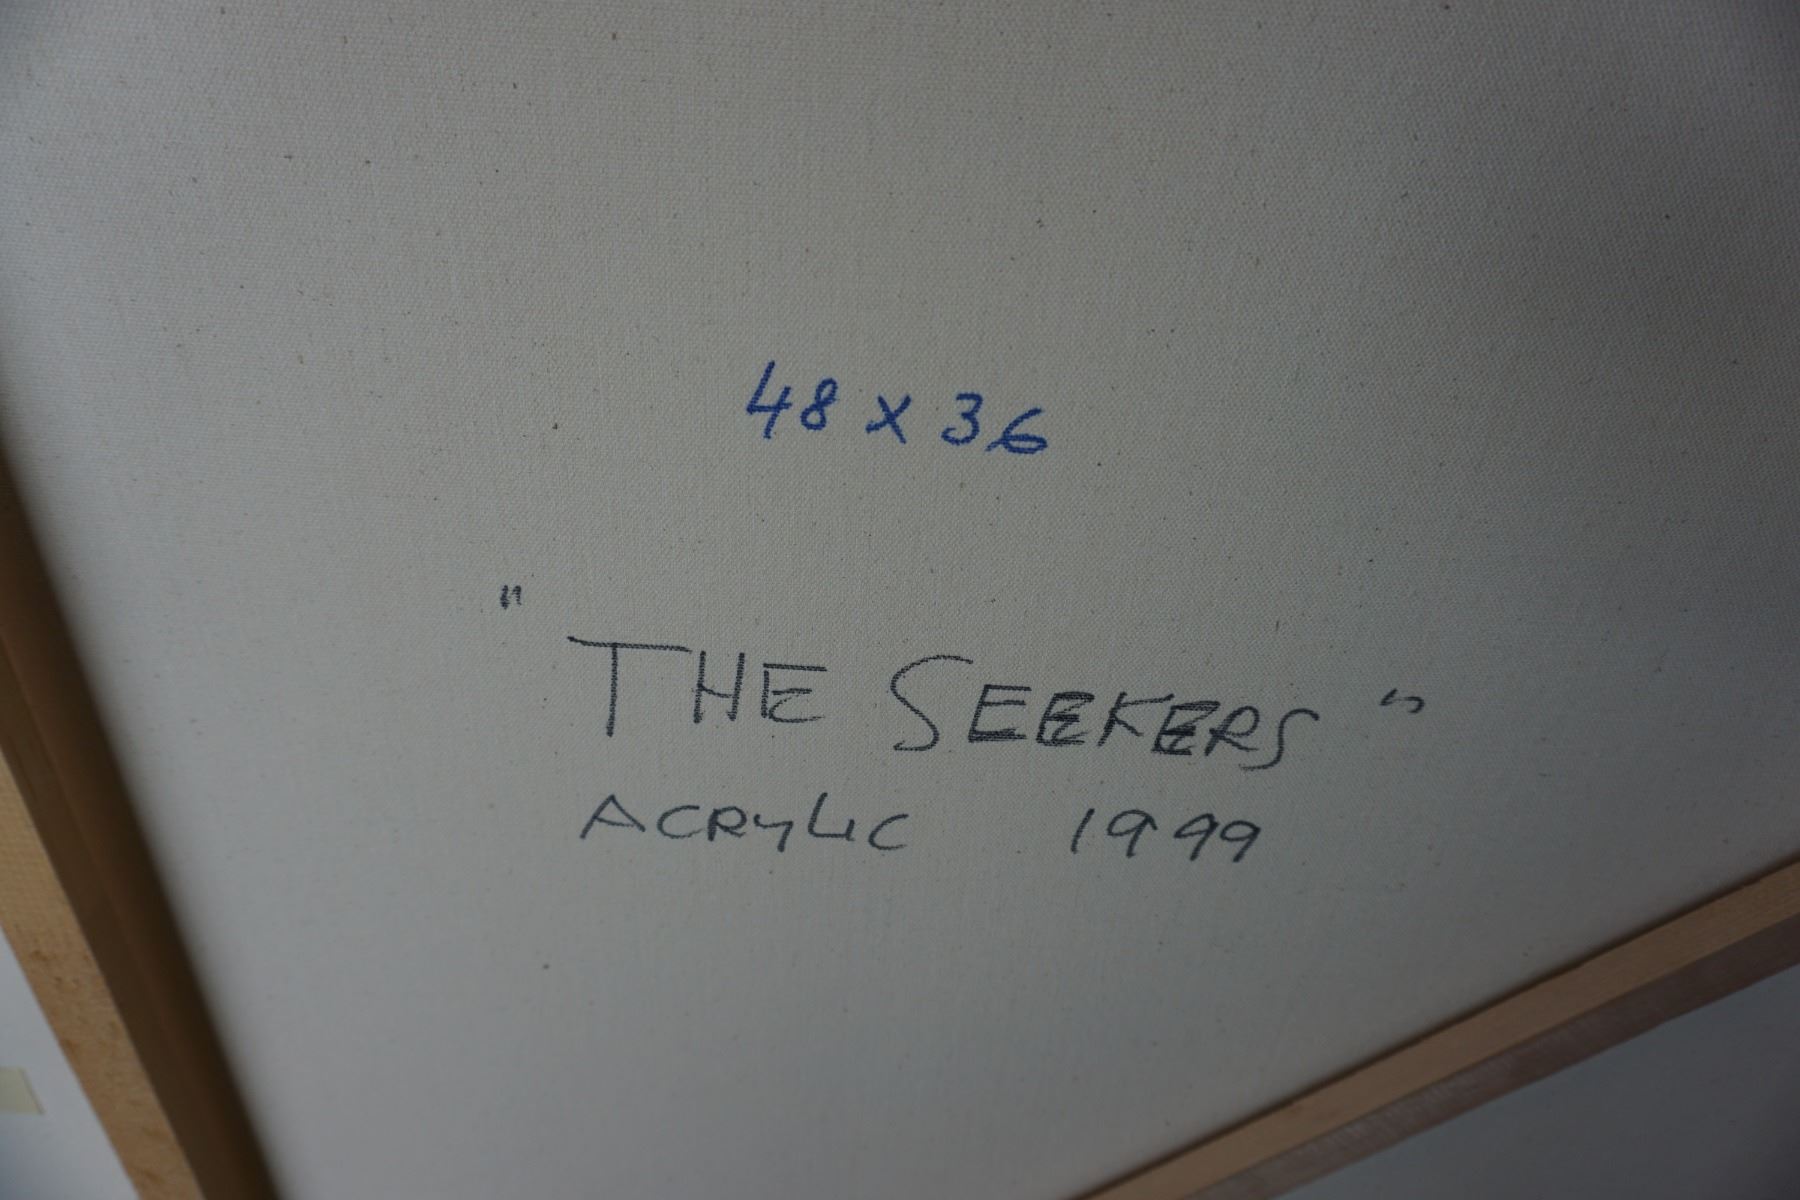 48 x 36
"THE SEEKERS"
ACRYLIC 1999